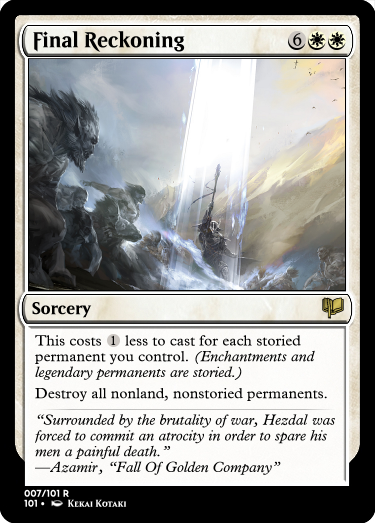 Final Reckoning 6
Sorcery
This costs 1 less to cast for each storied
permanent you control. (Enchantments and
legendary permanents are storied.)
Destroy all nonland, nonstoried permanents.
“Surrounded by the brutality of war, Hezdal was
forced to commit an atrocity in order to spare his
men a painful death.”
—Azamir, “Fall Of Golden Company”
007/101 R
101 • Kekai Kotaki